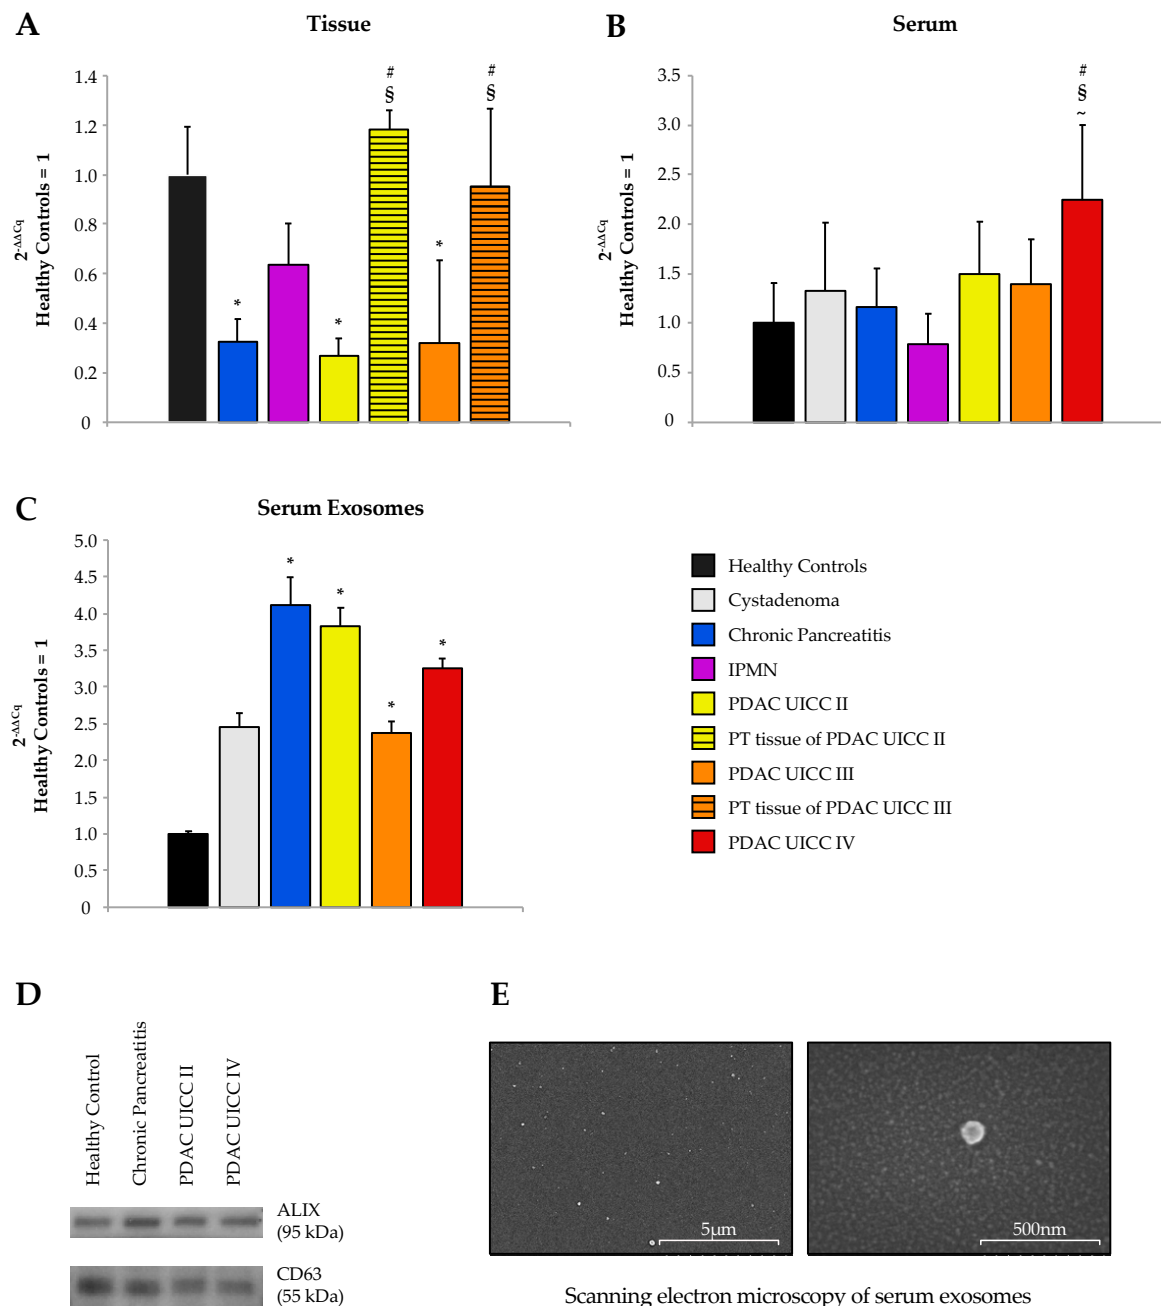 A
Tissue
2-ΔΔCq
Healthy Controls = 1
1.4
1.2
1.0
0.8
0.6
0.4
0.2
0
*
*
#
§
*
#
§
B
Serum
2-ΔΔCq
Healthy Controls = 1
3.5
3.0
2.5
2.0
1.5
1.0
0.5
0
#
§
~
C
Serum Exosomes
2-ΔΔCq
Healthy Controls = 1
5.0
4.5
4.0
3.5
3.0
2.5
2.0
1.5
1.0
0.5
0
*
*
*
*
Healthy Controls
Cystadenoma
Chronic Pancreatitis
IPMN
PDAC UICC II
PT tissue of PDAC UICC II
PDAC UICC III
PT tissue of PDAC UICC III
PDAC UICC IV
D
Healthy Control
Chronic Pancreatitis
PDAC UICC II
PDAC UICC IV
ALIX
(95 kDa)
CD63
(55 kDa)
E
5μm
500nm
Scanning electron microscopy of serum exosomes